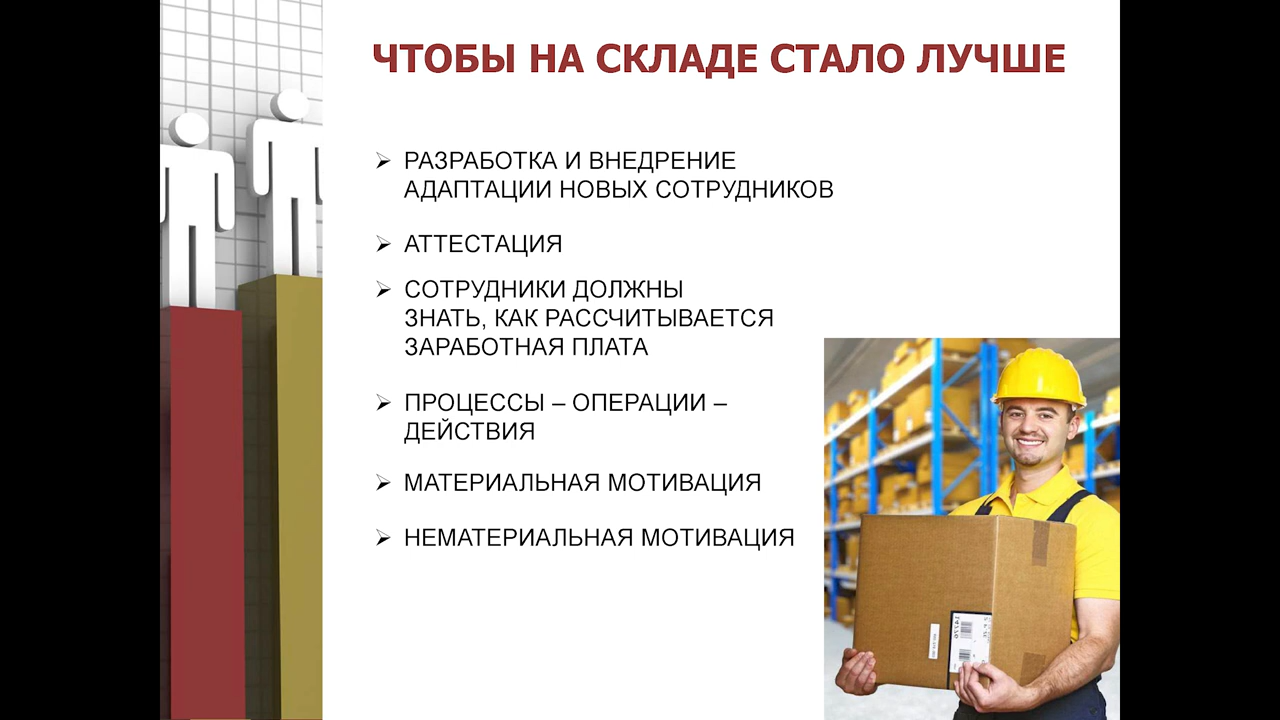 ЧТОБЫ НА СКЛАДЕ СТАЛО ЛУЧШЕ
➢ РАЗРАБОТКА И ВНЕДРЕНИЕ
АДАПТАЦИИ НОВЫХ СОТРУДНИКОВ
➢ АТТЕСТАЦИЯ
➢ СОТРУДНИКИ ДОЛЖНЫ
ЗНАТЬ, КАК РАССЧИТЫВАЕТСЯ
ЗАРАБОТНАЯ ПЛАТА
➢ ПРОЦЕССЫ – ОПЕРАЦИИ –
ДЕЙСТВИЯ
➢ МАТЕРИАЛЬНАЯ МОТИВАЦИЯ
➢ НЕМАТЕРИАЛЬНАЯ МОТИВАЦИЯ